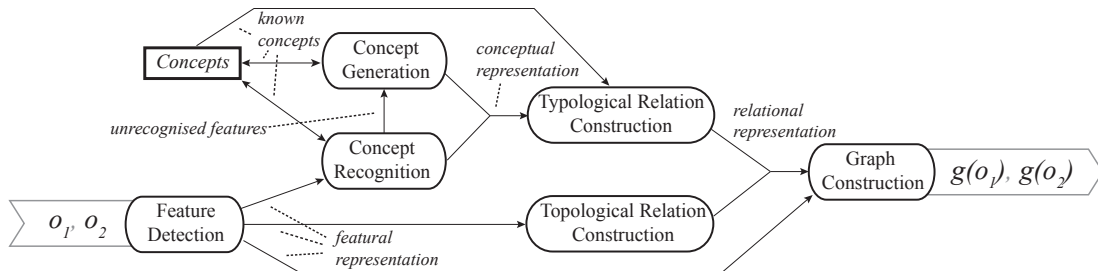 known
concepts
Concepts
Concept
Generation
conceptual
representation
Typological Relation
Construction
unrecognised features
relational
representation
Concept
Recognition
Graph
Construction
g(o₁), g(o₂)
o₁, o₂
Feature
Detection
Topological Relation
Construction
featural
representation